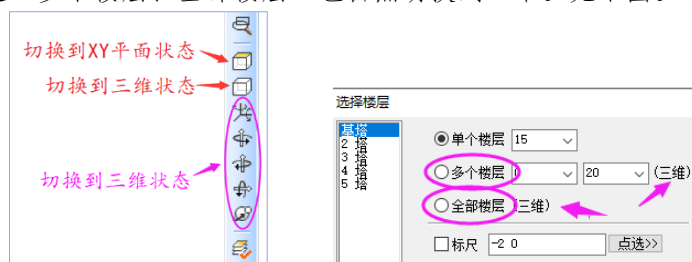 切换到XY平面状态
切换到三维状态
切换到三维状态
选择楼层
基塔
2 塔
3 塔
4 塔
5 塔
单个楼层 15
多个楼层 20 (三维)
全部楼层 (三维)
标尺 -2 0 点选>>